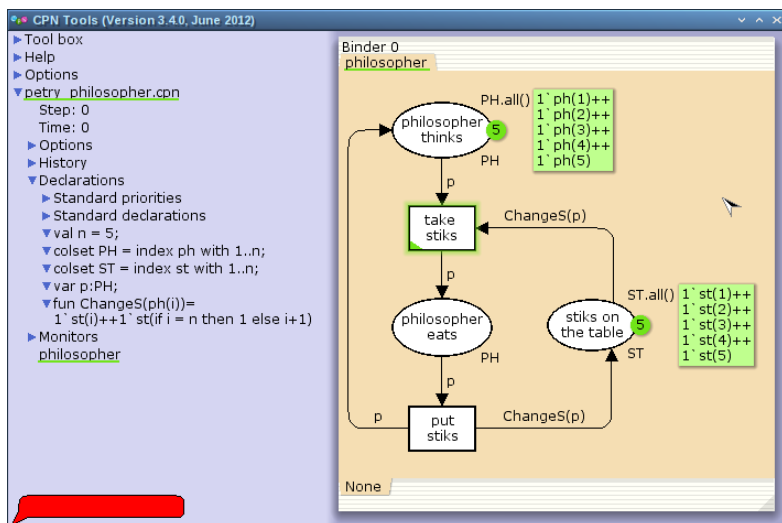 CPN Tools (Version 3.4.0, June 2012)
Tool box
Help
Options
petry_philosopher.cpn
Step: 0
Time: 0
Options
History
Declarations
Standard priorities
Standard declarations
val n = 5;
colset PH = index ph with 1..n;
colset ST = index st with 1..n;
var p:PH;
fun ChangeS(ph(i))=
1`st(i)++1`st(if i = n then 1 else i+1)
Monitors
philosopher
Binder 0
philosopher
PH.all()
1`ph(1)++
1`ph(2)++
1`ph(3)++
1`ph(4)++
1`ph(5)
philosopher
thinks
5
PH
p
take
stiks
ChangeS(p)
p
philosopher
eats
PH
ST.all()
1`st(1)++
1`st(2)++
1`st(3)++
1`st(4)++
1`st(5)
stiks on
the table
5
ST
p
p
put
stiks
ChangeS(p)
None